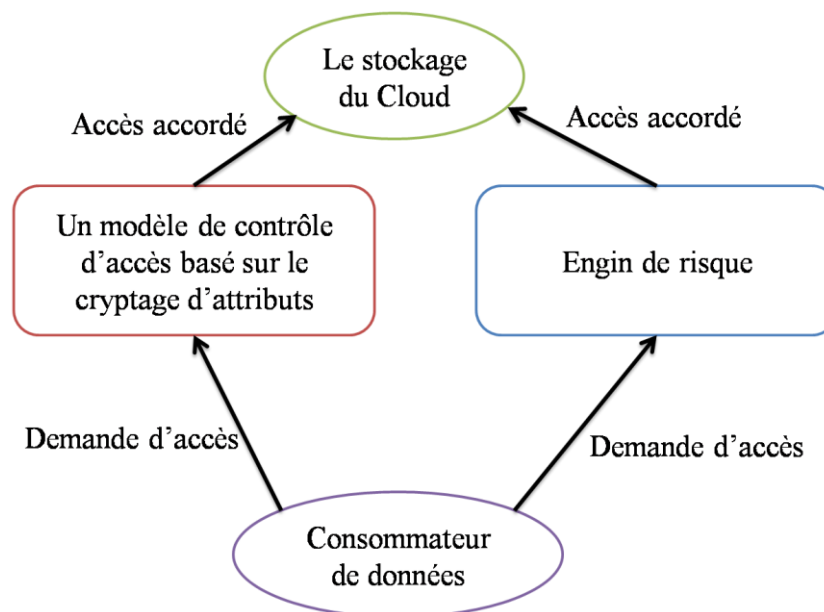 Le stockage
du Cloud
Accès accordé
Accès accordé
Un modèle de contrôle
d’accès basé sur le
cryptage d’attributs
Engin de risque
Demande d’accès
Demande d’accès
Consommateur
de données